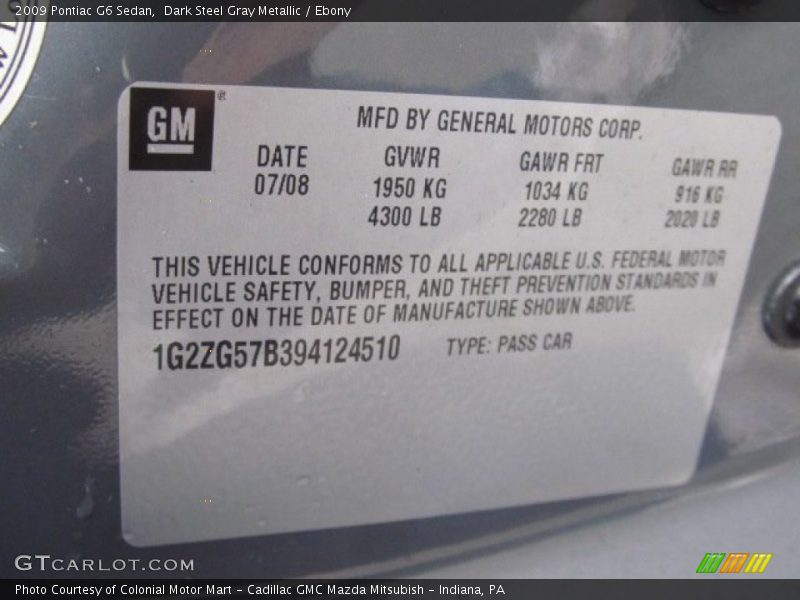 2009 Pontiac G6 Sedan,  Dark Steel Gray Metallic / Ebony
GM
MFD BY GENERAL MOTORS CORP.
DATE GVWR GAWR FRT GAWR RR
07/08 1950 KG 1034 KG 916 KG
4300 LB 2280 LB 2020 LB
THIS VEHICLE CONFORMS TO ALL APPLICABLE U.S. FEDERAL MOTOR
VEHICLE SAFETY, BUMPER, AND THEFT PREVENTION STANDARDS IN
EFFECT ON THE DATE OF MANUFACTURE SHOWN ABOVE.
1G2ZG57B394124510 TYPE: PASS CAR
GTCARLOT.COM
Photo Courtesy of Colonial Motor Mart - Cadillac GMC Mazda Mitsubish - Indiana, PA